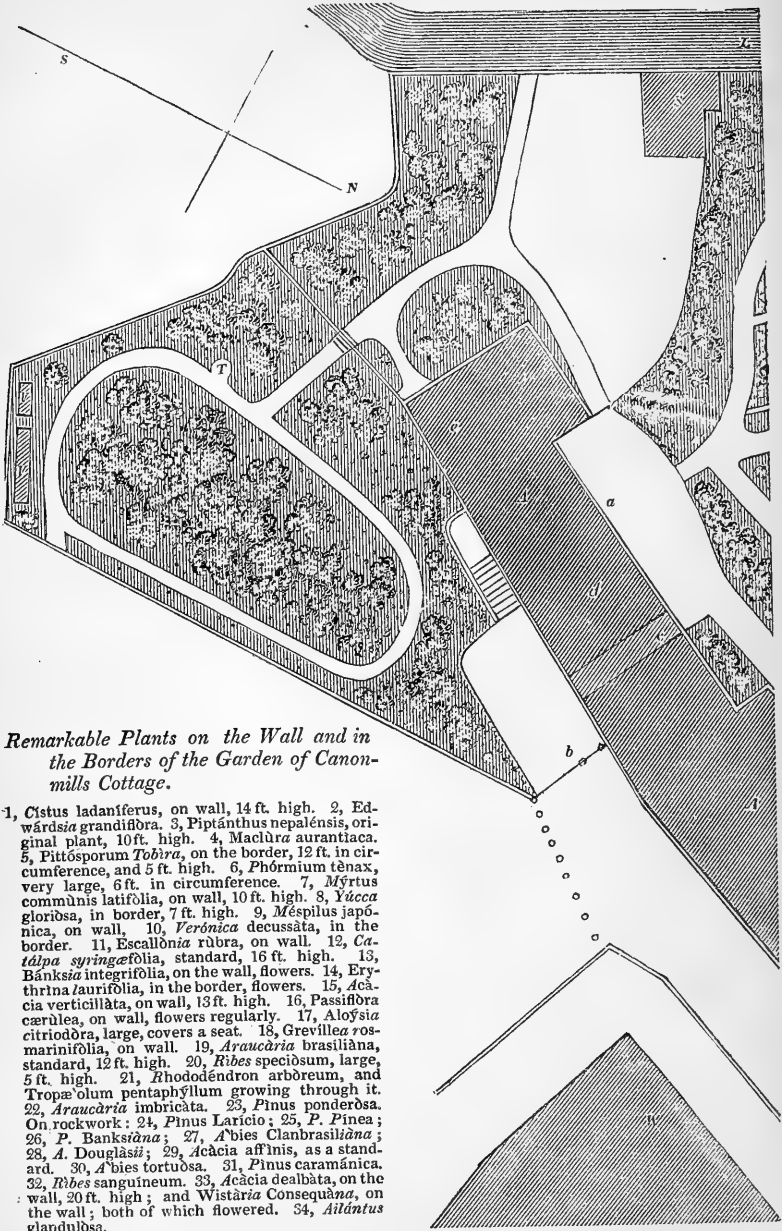 S
L
N
T
c
A
a
d
e
b
A
Remarkable Plants on the Wall and in
the Borders of the Garden of Canon-
mills Cottage.
1, Cístus ladaníferus, on wall, 14 ft. high. 2, Ed-
wárdsia grandiflòra. 3, Piptánthus nepalénsis, ori-
ginal plant, 10 ft. high. 4, Maclùra aurantìaca.
5, Pittósporum Tobìra, on the border, 12 ft. in cir-
cumference, and 5 ft. high. 6, Phórmium tènax,
very large, 6 ft. in circumference. 7, Mýrtus
commùnis latifòlia, on wall, 10 ft. high. 8, Yúcca
gloriòsa, in border, 7 ft. high. 9, Méspilus japó-
nica, on wall. 10, Verónica decussàta, in the
border. 11, Escallònia rùbra, on wall. 12, Ca-
tálpa syringæfòlia, standard, 16 ft. high. 13,
Bánksia integrifòlia, on the wall, flowers. 14, Ery-
thrìna laurifòlia, in the border, flowers. 15, Acà-
cia verticillàta, on wall, 13 ft. high. 16, Passiflòra
cærùlea, on wall, flowers regularly. 17, Aloýsia
citriodòra, large, covers a seat. 18, Grevíllea ros-
marinifòlia, on wall. 19, Araucària brasiliàna,
standard, 12 ft. high. 20, Rìbes speciòsum, large,
5 ft. high. 21, Rhododéndron arbòreum, and
Tropæ`olum pentaphýllum growing through it.
22, Araucària imbricàta. 23, Pìnus ponderòsa.
On rockwork: 24, Pìnus Larício; 25, P. Pínea;
26, P. Banksiàna; 27, A`bies Clanbrasiliàna;
28, A. Douglàsii; 29, Acàcia affìnis, as a stand-
ard. 30, A`bies tortuòsa. 31, Pìnus caramánica.
32, Rìbes sanguíneum. 33, Acàcia dealbàta, on the
wall, 20 ft. high; and Wistària Consequàna, on
the wall; both of which flowered. 34, Ailántus
glandulòsa.